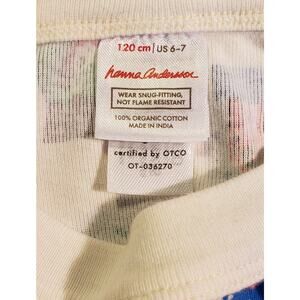 120 cm | US 6-7
hanna andersson
WEAR SNUG-FITTING,
NOT FLAME RESISTANT
100% ORGANIC COTTON
MADE IN INDIA
certified by OTCO
OT-036270